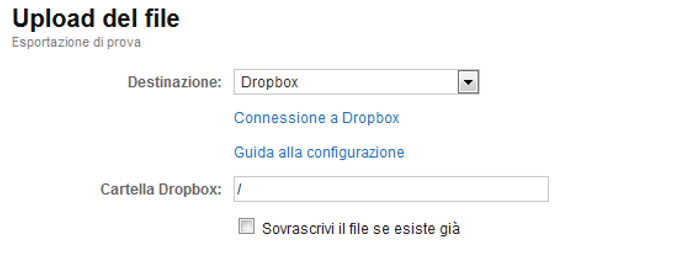 Upload del file
Esportazione di prova
Destinazione: Dropbox
Connessione a Dropbox
Guida alla configurazione
Cartella Dropbox: /
Sovrascrivi il file se esiste già